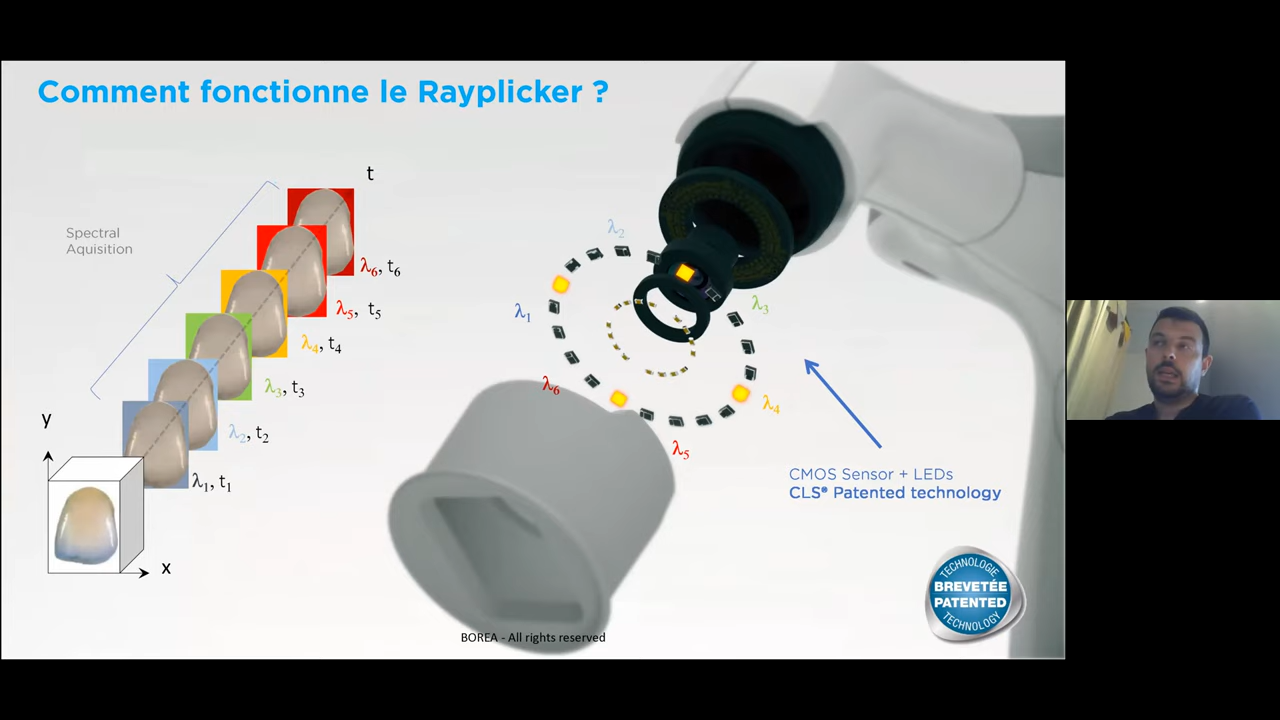 Comment fonctionne le Rayplicker ?
t
Spectral
Aquisition
λ6, t6
λ5, t5
λ4, t4
λ3, t3
λ2, t2
λ1, t1
y
x
λ2
λ1
λ3
λ6
λ4
λ5
CMOS Sensor + LEDs
CLS® Patented technology
TECHNOLOGIE
BREVETÉE
PATENTED
TECHNOLOGY
BOREA - All rights reserved